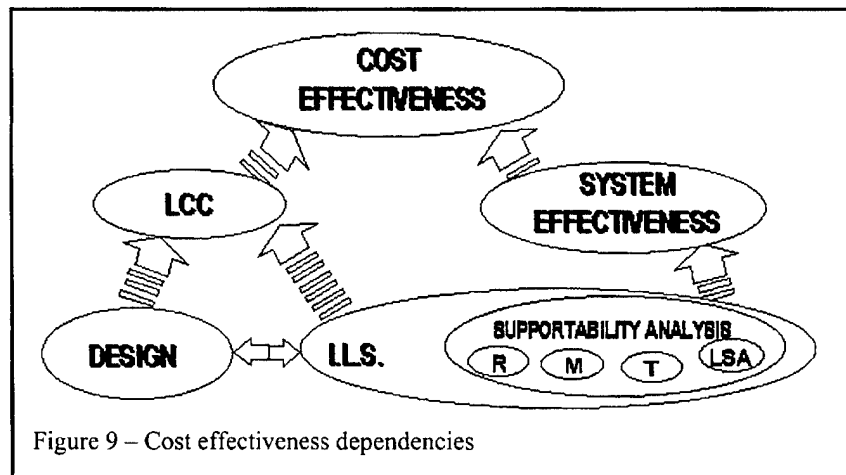 COST
EFFECTIVENESS
LCC
SYSTEM
EFFECTIVENESS
DESIGN
I.L.S.
SUPPORTABILITY ANALYSIS
R
M
T
LSA
Figure 9 – Cost effectiveness dependencies